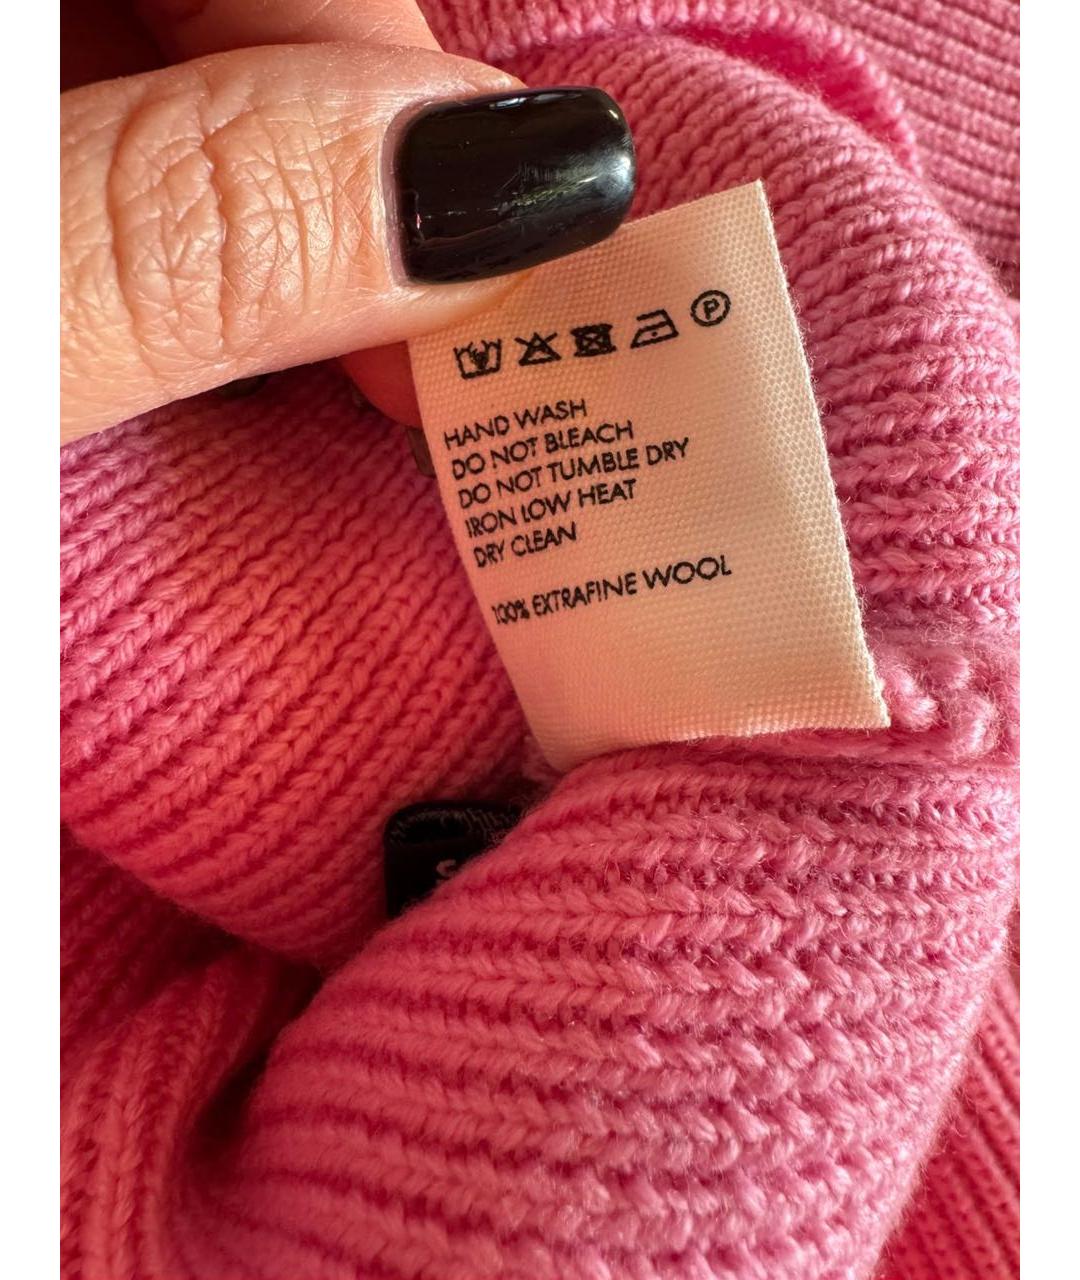 P
HAND WASH
DO NOT BLEACH
DO NOT TUMBLE DRY
IRON LOW HEAT
DRY CLEAN
100% EXTRAFINE WOOL